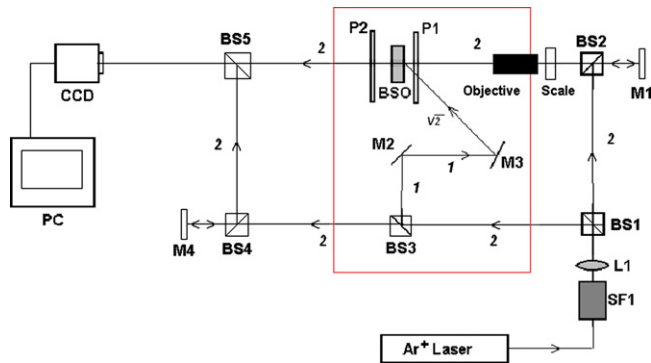 P2 P1
BS5 BS2
2 2
CCD BSO Objective Scale M1
√2
M2 M3
2 1 2
1
PC
M4 BS4 BS3 BS1
2 2
L1
SF1
Ar⁺ Laser